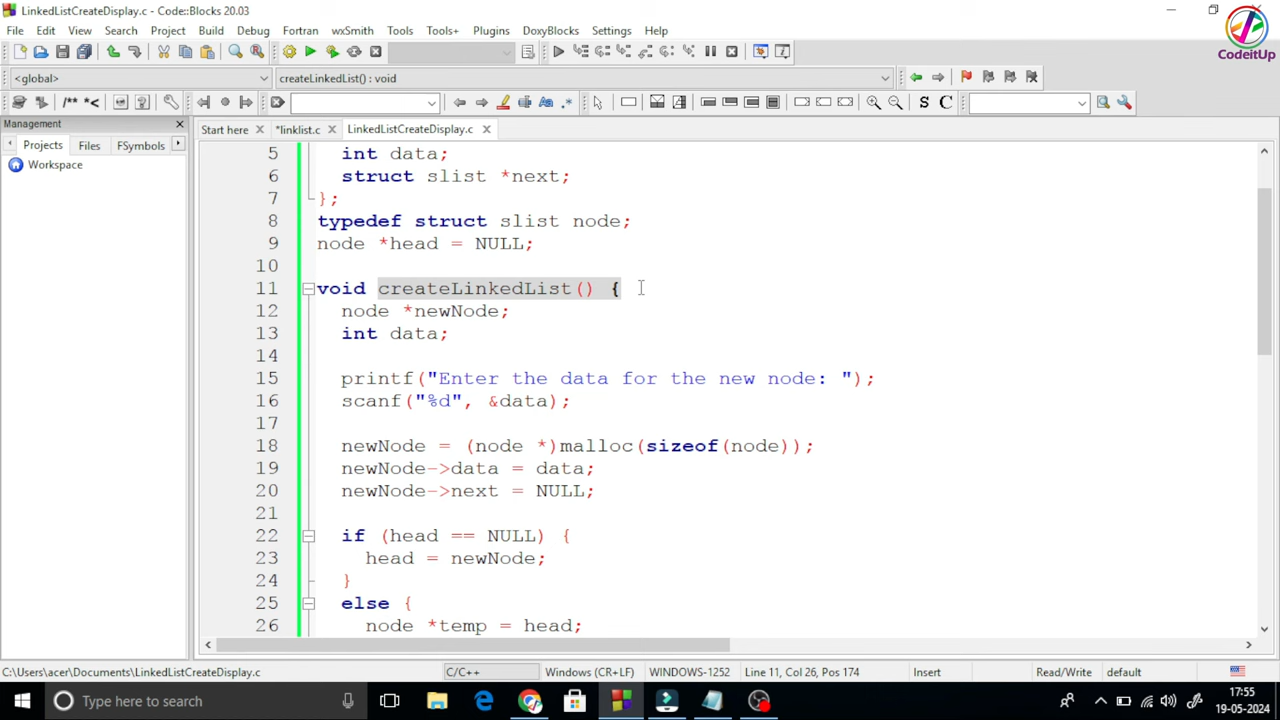 LinkedListCreateDisplay.c - Code::Blocks 20.03
File Edit View Search Project Build Debug Fortran wxSmith Tools Tools+ Plugins DoxyBlocks Settings Help
CodeitUp
<global> createLinkedList() : void
/** *< Aa .* S C
Management
Projects Files FSymbols
Workspace
Start here *linklist.c LinkedListCreateDisplay.c
5 int data;
6 struct slist *next;
7 };
8 typedef struct slist node;
9 node *head = NULL;
10
11 void createLinkedList() {
12 node *newNode;
13 int data;
14
15 printf("Enter the data for the new node: ");
16 scanf("%d", &data);
17
18 newNode = (node *)malloc(sizeof(node));
19 newNode->data = data;
20 newNode->next = NULL;
21
22 if (head == NULL) {
23 head = newNode;
24 }
25 else {
26 node *temp = head;
C:\Users\acer\Documents\LinkedListCreateDisplay.c C/C++ Windows (CR+LF) WINDOWS-1252 Line 11, Col 26, Pos 174 Insert Read/Write default
Type here to search
17:55
19-05-2024